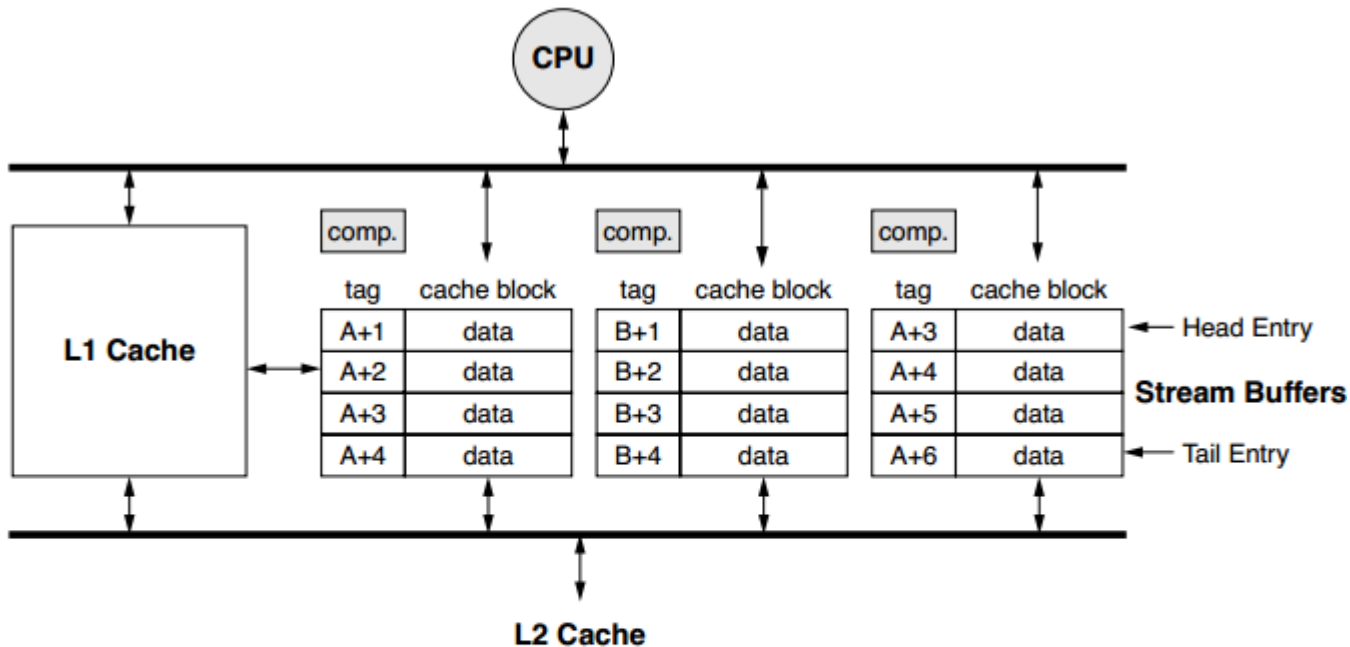 CPU
comp. comp. comp.
tag cache block tag cache block tag cache block
A+1 data B+1 data A+3 data Head Entry
L1 Cache
A+2 data B+2 data A+4 data
Stream Buffers
A+3 data B+3 data A+5 data
A+4 data B+4 data A+6 data Tail Entry
L2 Cache